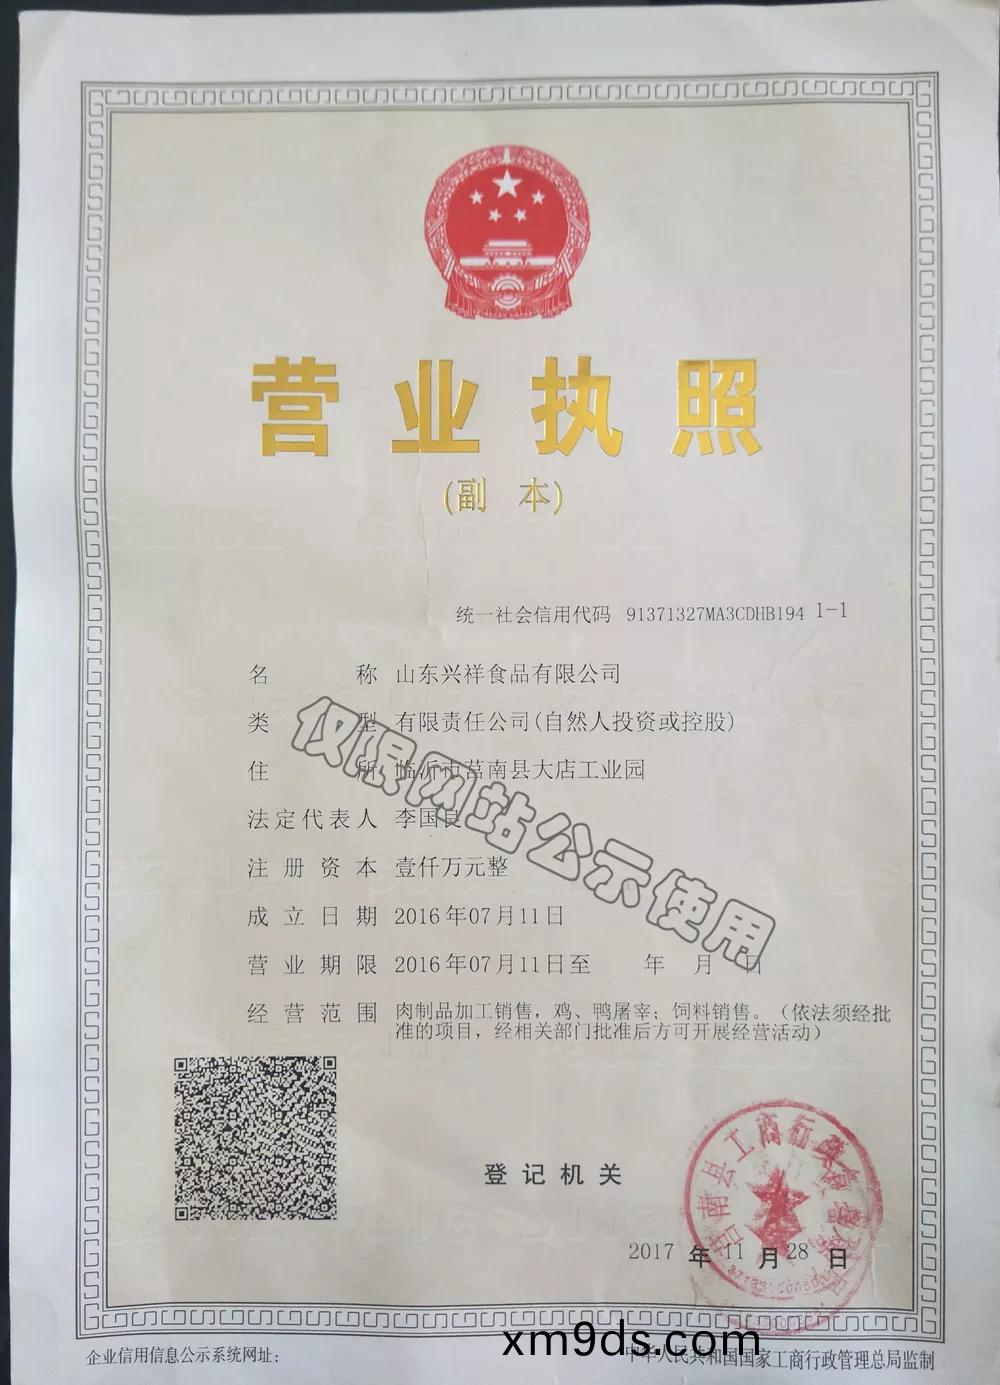 营业执照
(副 本)
统一社会信用代码 91371327MA3CDHB194 1-1
名称 山东兴祥食品有限公司
类型 有限责任公司(自然人投资或控股)
住所 临沂市莒南县大店工业园
法定代表人 李国良
注册资本 壹仟万元整
成立日期 2016年07月11日
营业期限 2016年07月11日至 年 月 日
经营范围 肉制品加工销售，鸡、鸭屠宰；饲料销售。（依法须经批
准的项目，经相关部门批准后方可开展经营活动）
仅限网站公示使用
登记机关
莒南县工商行政管理局
2017 年 11 月 28 日
xm9ds.com
企业信用信息公示系统网址：
中华人民共和国国家工商行政管理总局监制